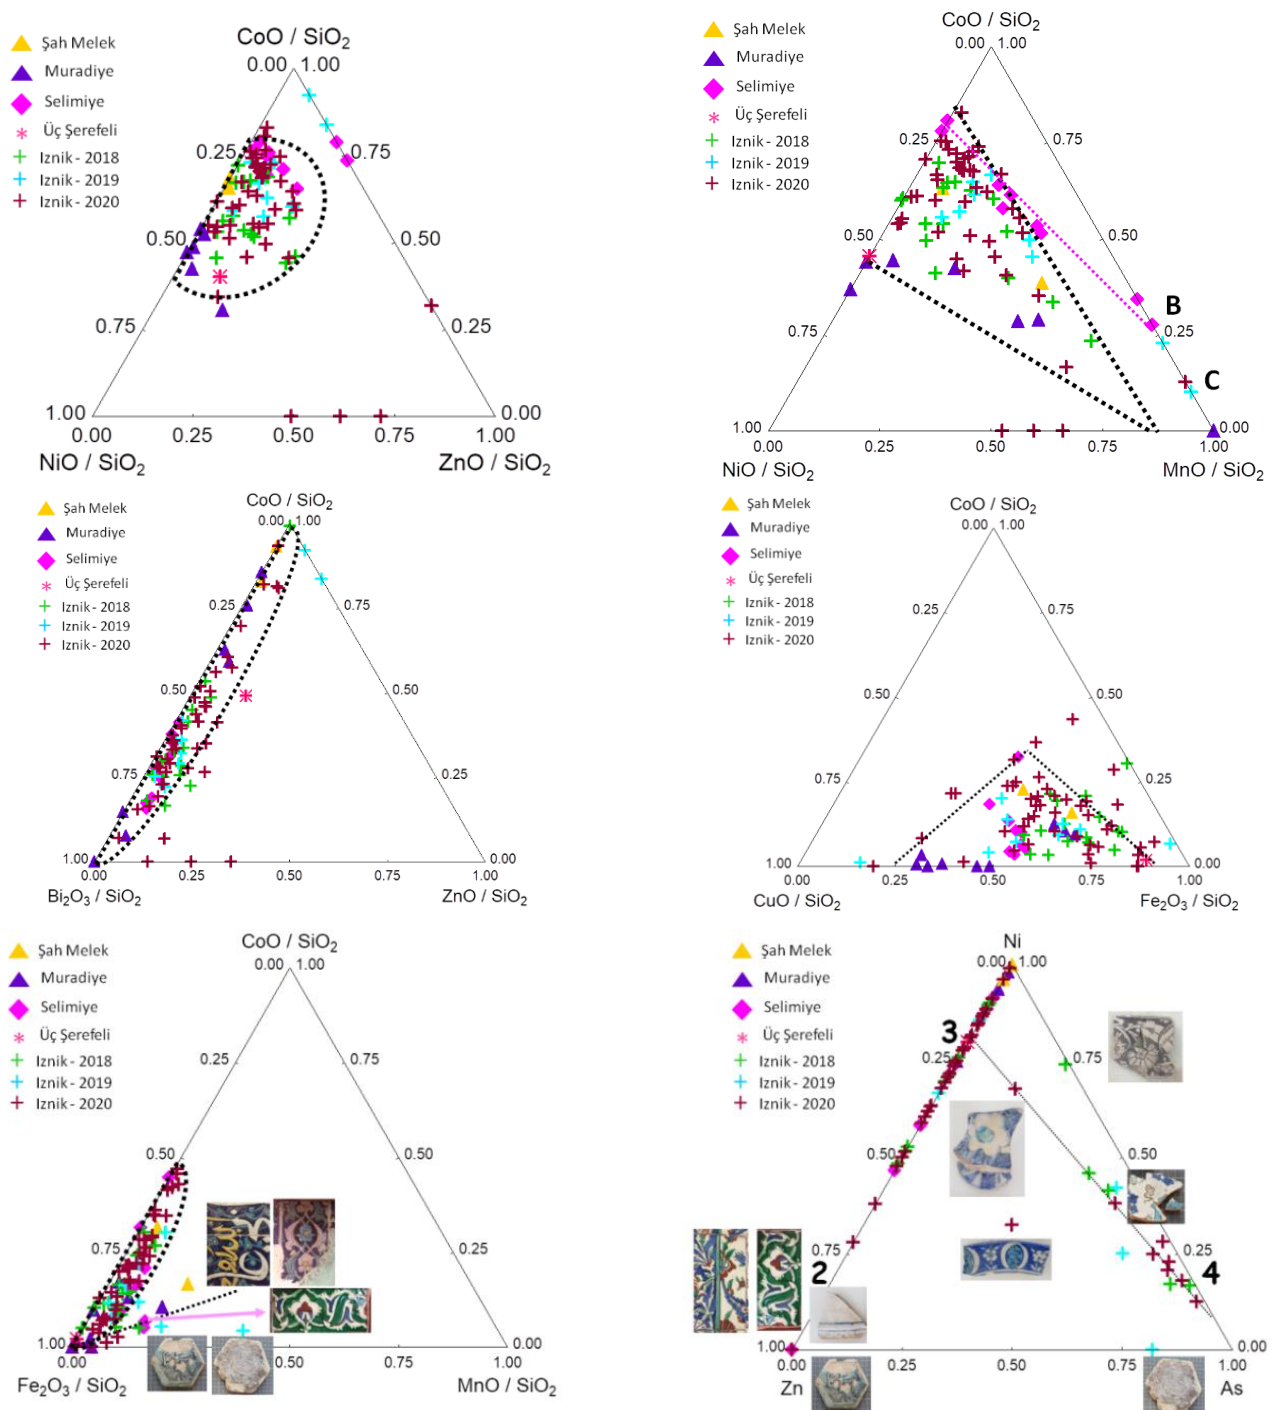 CoO / SiO₂
0.00 1.00
Şah Melek
Muradiye
Selimiye
Üç Şerefeli
Iznik - 2018
Iznik - 2019
Iznik - 2020
0.25
0.75
0.50
0.50
0.75
0.25
1.00
0.00
0.00 0.25 0.50 0.75 1.00
NiO / SiO₂
ZnO / SiO₂
CoO / SiO₂
0.00 1.00
Şah Melek
Muradiye
Selimiye
Üç Şerefeli
Iznik - 2018
Iznik - 2019
Iznik - 2020
0.25
0.75
0.50
0.50
B
0.75
0.25
C
1.00
0.00
0.00 0.25 0.50 0.75 1.00
NiO / SiO₂
MnO / SiO₂
CoO / SiO₂
0.00 1.00
Şah Melek
Muradiye
Selimiye
Üç Şerefeli
Iznik - 2018
Iznik - 2019
Iznik - 2020
0.25
0.75
0.50
0.50
0.75
0.25
1.00
0.00
0.00 0.25 0.50 0.75 1.00
Bi₂O₃ / SiO₂
ZnO / SiO₂
CoO / SiO₂
0.00 1.00
Şah Melek
Muradiye
Selimiye
Üç Şerefeli
Iznik - 2018
Iznik - 2019
Iznik - 2020
0.25
0.75
0.50
0.50
0.75
0.25
1.00
0.00
0.00 0.25 0.50 0.75 1.00
CuO / SiO₂
Fe₂O₃ / SiO₂
CoO / SiO₂
0.00 1.00
Şah Melek
Muradiye
Selimiye
Üç Şerefeli
Iznik - 2018
Iznik - 2019
Iznik - 2020
0.25
0.75
0.50
0.50
0.75
0.25
1.00
0.00
0.00 0.50 0.75 1.00
Fe₂O₃ / SiO₂
MnO / SiO₂
Ni
0.00 1.00
Şah Melek
Muradiye
Selimiye
Üç Şerefeli
Iznik - 2018
Iznik - 2019
Iznik - 2020
3
0.25
0.75
0.50
0.50
0.75
0.25
2
4
1.00
0.00
0.00 0.25 0.50 0.75 1.00
Zn
As